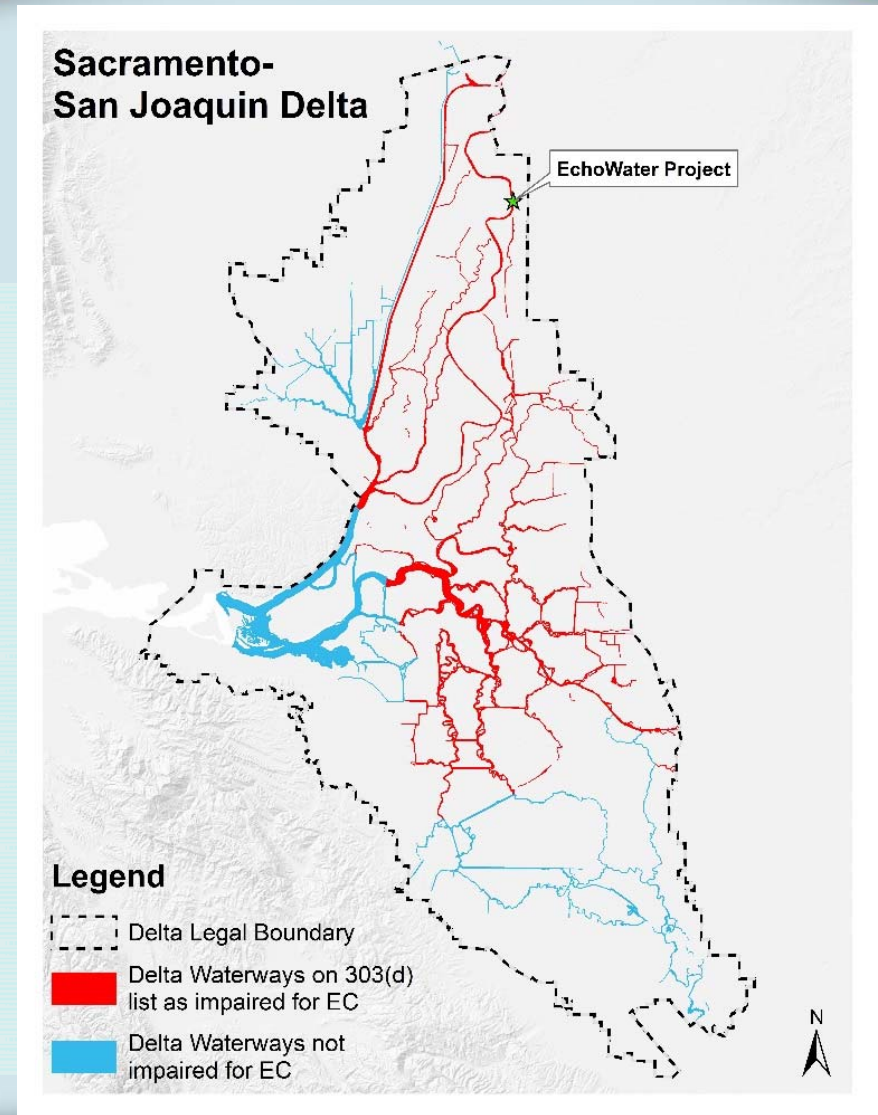 Sacramento-
San Joaquin Delta
EchoWater Project
Legend
Delta Legal Boundary
Delta Waterways on 303(d)
list as impaired for EC
Delta Waterways not
impaired for EC
N